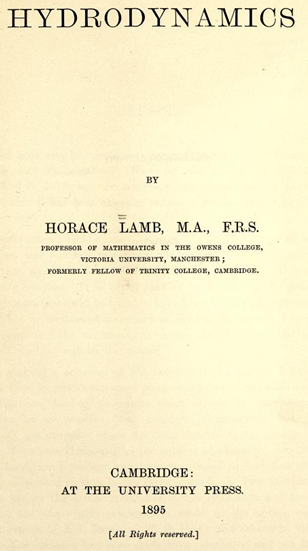 HYDRODYNAMICS
BY
HORACE LAMB, M.A., F.R.S.
PROFESSOR OF MATHEMATICS IN THE OWENS COLLEGE,
VICTORIA UNIVERSITY, MANCHESTER;
FORMERLY FELLOW OF TRINITY COLLEGE, CAMBRIDGE.
CAMBRIDGE:
AT THE UNIVERSITY PRESS.
1895
[All Rights reserved.]